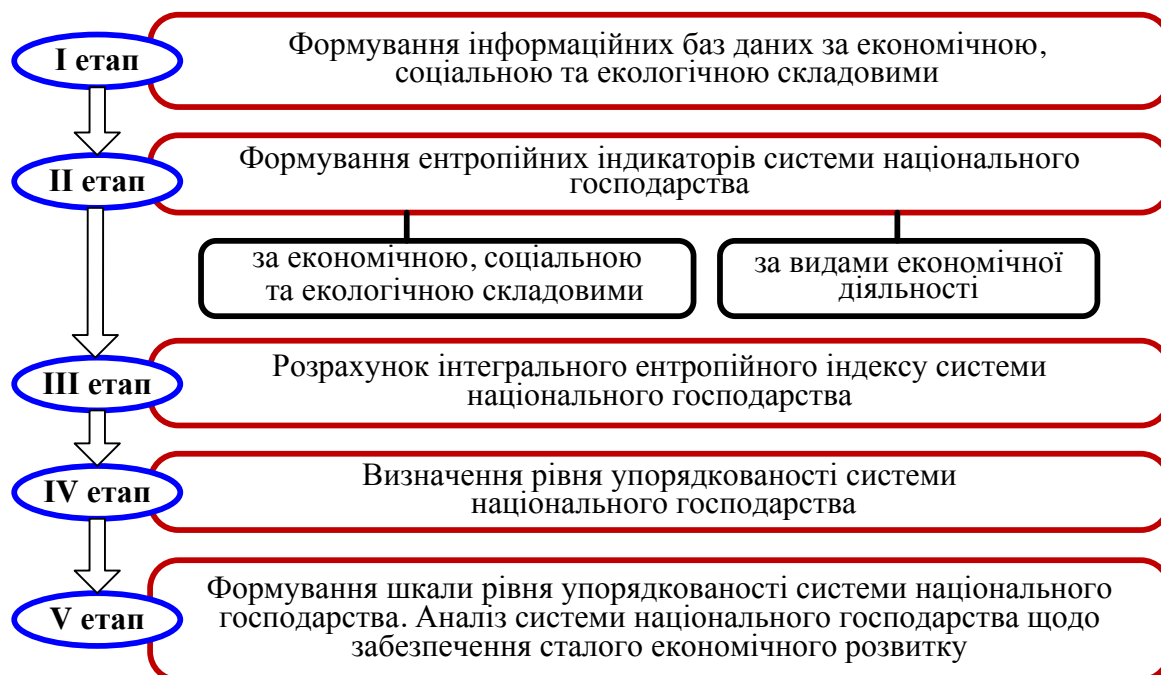 I етап
Формування інформаційних баз даних за економічною,
соціальною та екологічною складовими
II етап
Формування ентропійних індикаторів системи національного
господарства
за економічною, соціальною
та екологічною складовими
за видами економічної
діяльності
III етап
Розрахунок інтегрального ентропійного індексу системи
національного господарства
IV етап
Визначення рівня упорядкованості системи
національного господарства
V етап
Формування шкали рівня упорядкованості системи національного
господарства. Аналіз системи національного господарства щодо
забезпечення сталого економічного розвитку